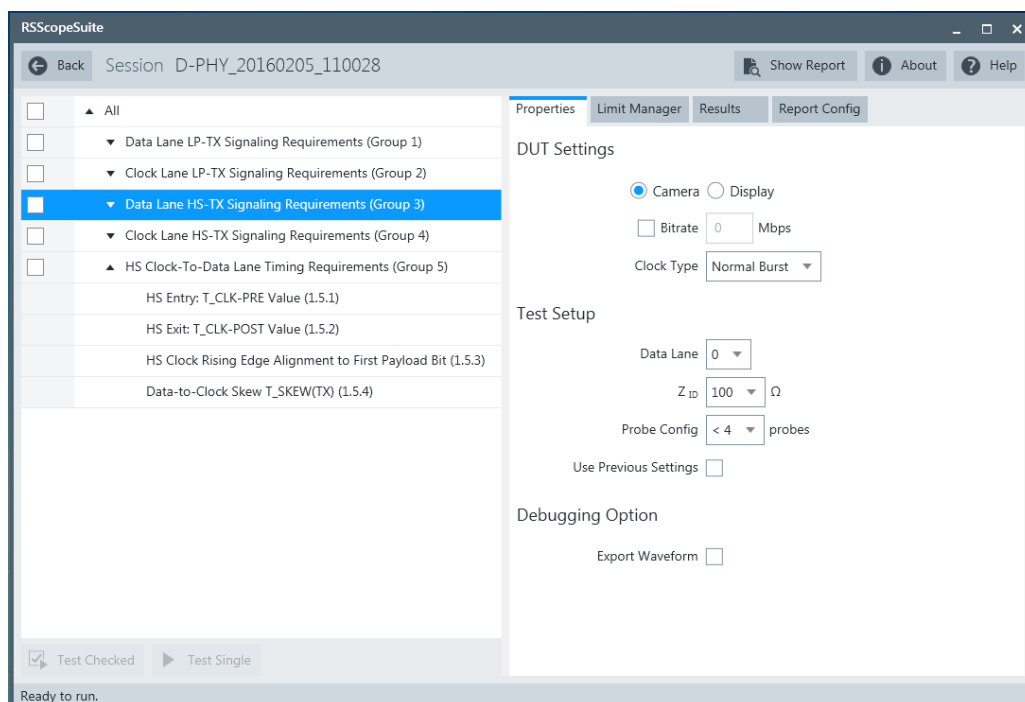 RSScopeSuite
Back Session D-PHY_20160205_110028 Show Report About Help
All
Data Lane LP-TX Signaling Requirements (Group 1)
Clock Lane LP-TX Signaling Requirements (Group 2)
Data Lane HS-TX Signaling Requirements (Group 3)
Clock Lane HS-TX Signaling Requirements (Group 4)
HS Clock-To-Data Lane Timing Requirements (Group 5)
HS Entry: T_CLK-PRE Value (1.5.1)
HS Exit: T_CLK-POST Value (1.5.2)
HS Clock Rising Edge Alignment to First Payload Bit (1.5.3)
Data-to-Clock Skew T_SKEW(TX) (1.5.4)
Test Checked Test Single
Properties Limit Manager Results Report Config
DUT Settings
Camera Display
Bitrate 0 Mbps
Clock Type Normal Burst
Test Setup
Data Lane 0
Z ID 100 Ω
Probe Config < 4 probes
Use Previous Settings
Debugging Option
Export Waveform
Ready to run.